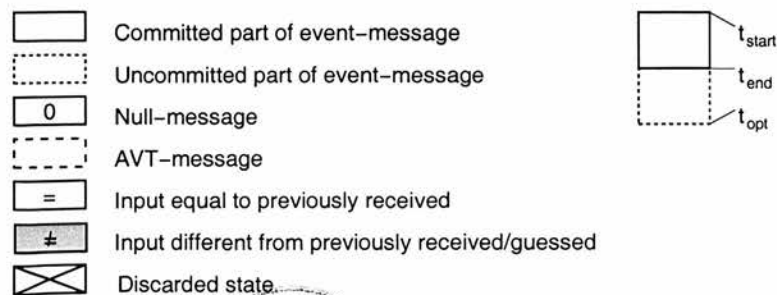 Committed part of event−message
Uncommitted part of event−message
0 Null−message
AVT−message
= Input equal to previously received
≠ Input different from previously received/guessed
Discarded state
t_start
t_end
t_opt